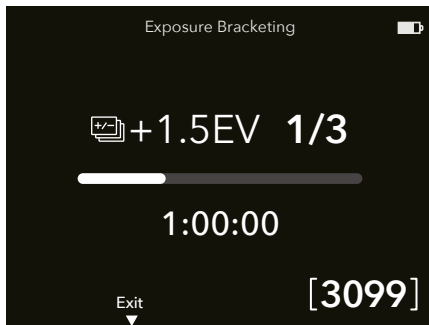 Exposure Bracketing
+/- +1.5EV 1/3
1:00:00
[3099]
Exit